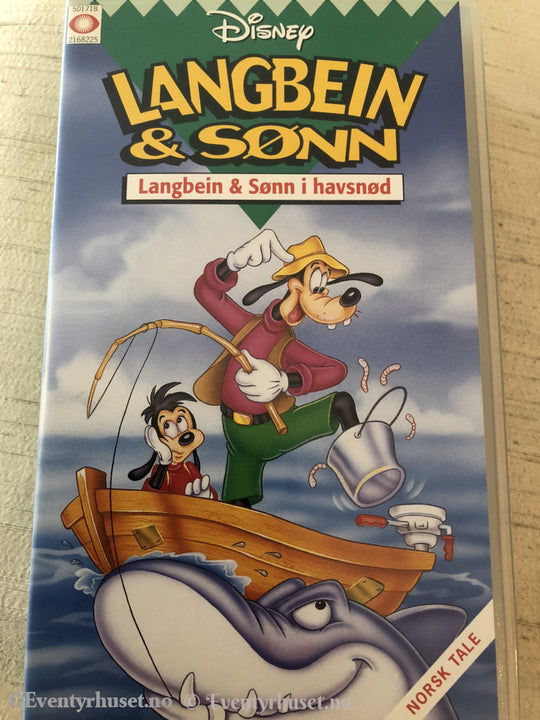 501718
2168225
Disney
LANGBEIN
& SØNN
Langbein & Sønn i havsnød
NORSK TALE
©Eventyrhuset.no © Eventyrhuset.no